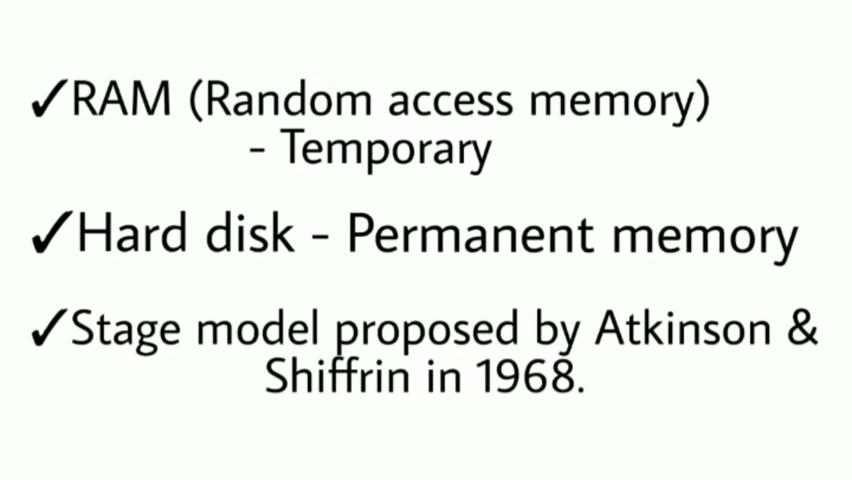 ✓RAM (Random access memory)
- Temporary
✓Hard disk - Permanent memory
✓Stage model proposed by Atkinson &
Shiffrin in 1968.